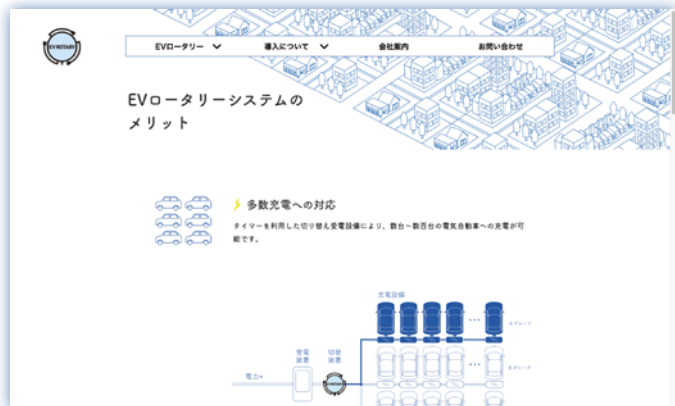 EV ROTARY
EVロータリー
導入について
会社案内
お問い合わせ
EVロータリーシステムの
メリット
多数充電への対応
タイマーを利用した切り替え受電設備により、数台〜数百台の電気自動車への充電が可
能です。
充電設備
受電
装置
切替
装置
電力